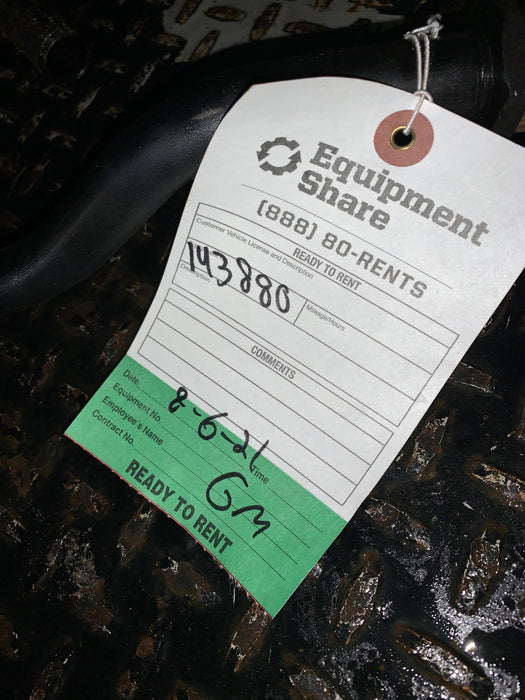 Equipment
Share
(888) 80-RENTS
READY TO RENT
Customer Vehicle License and Description
143880
Description
Mileage/Hours
COMMENTS
Date
8-6-21
Time
Equipment No.
Employee's Name
GM
Contract No.
READY TO RENT